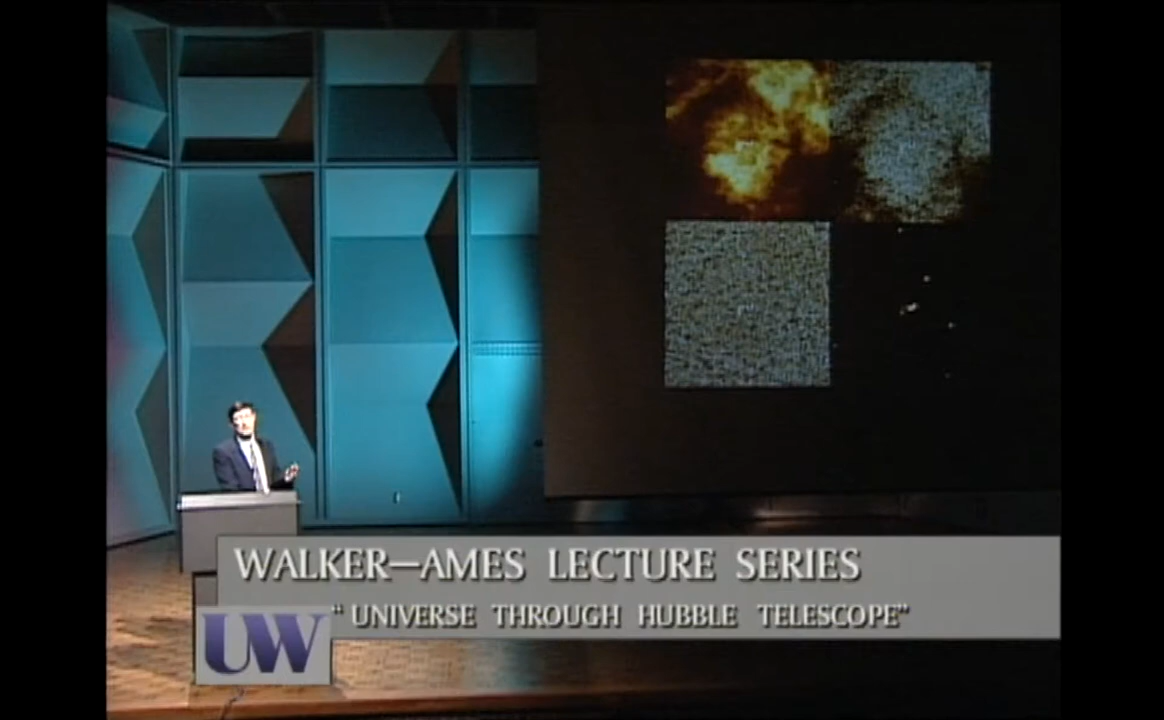 WALKER–AMES LECTURE SERIES
" UNIVERSE THROUGH HUBBLE TELESCOPE"
UW